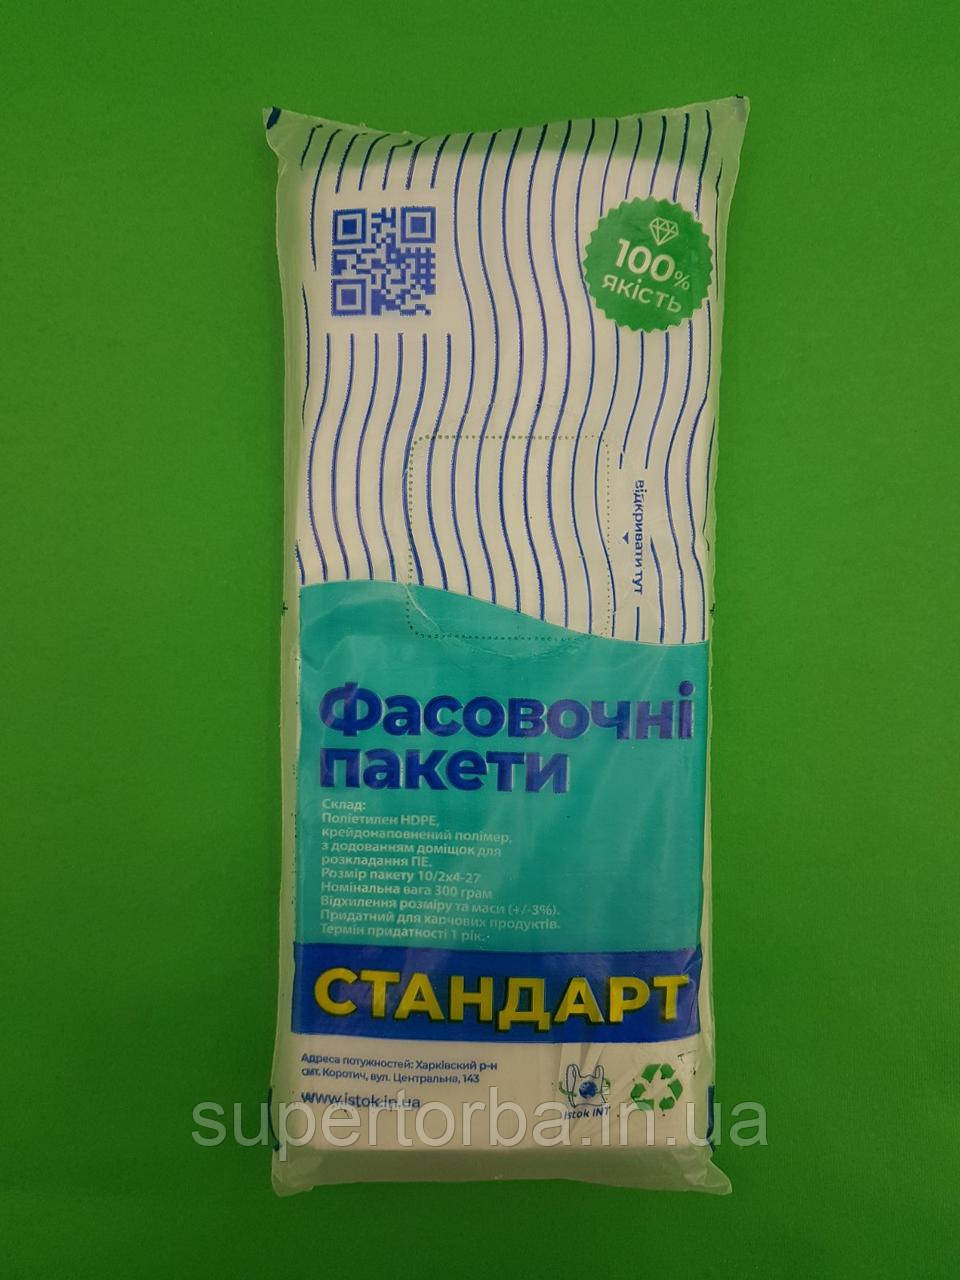 100%
ЯКІСТЬ
Відкривати тут
Фасовочні
пакети
Склад:
Поліетилен HDPE,
крейдонаповнений полімер,
з додованням доміщок для
розкладання ПЕ.
Розмір пакету 10/2х4-27
Номінальна вага 300 грам
Відхилення розміру та маси (+/-3%).
Придатний для харчових продуктів.
Термін придатності 1 рік.
СТАНДАРТ
Адреса потужностей: Харківский р-н
смт. Коротич, вул. Центральна, 143
www.istok.in.ua
Istok INT
supertorba.in.ua